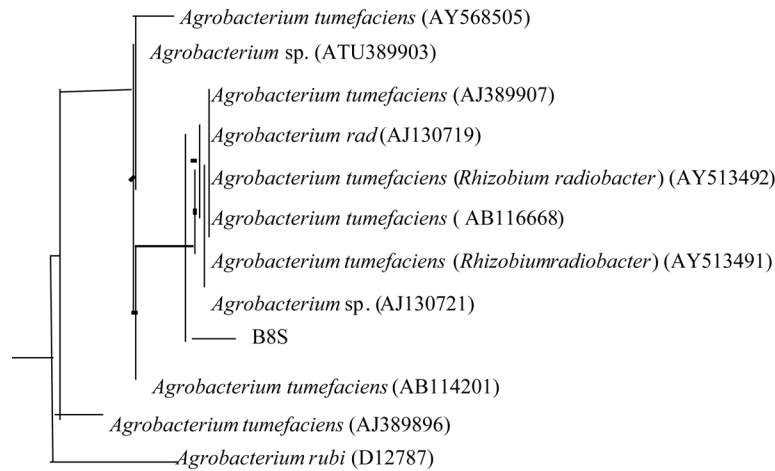 Agrobacterium tumefaciens (AY568505)
Agrobacterium sp. (ATU389903)
Agrobacterium tumefaciens (AJ389907)
Agrobacterium rad (AJ130719)
Agrobacterium tumefaciens (Rhizobium radiobacter) (AY513492)
Agrobacterium tumefaciens ( AB116668)
Agrobacterium tumefaciens (Rhizobiumradiobacter) (AY513491)
Agrobacterium sp. (AJ130721)
B8S
Agrobacterium tumefaciens (AB114201)
Agrobacterium tumefaciens (AJ389896)
Agrobacterium rubi (D12787)